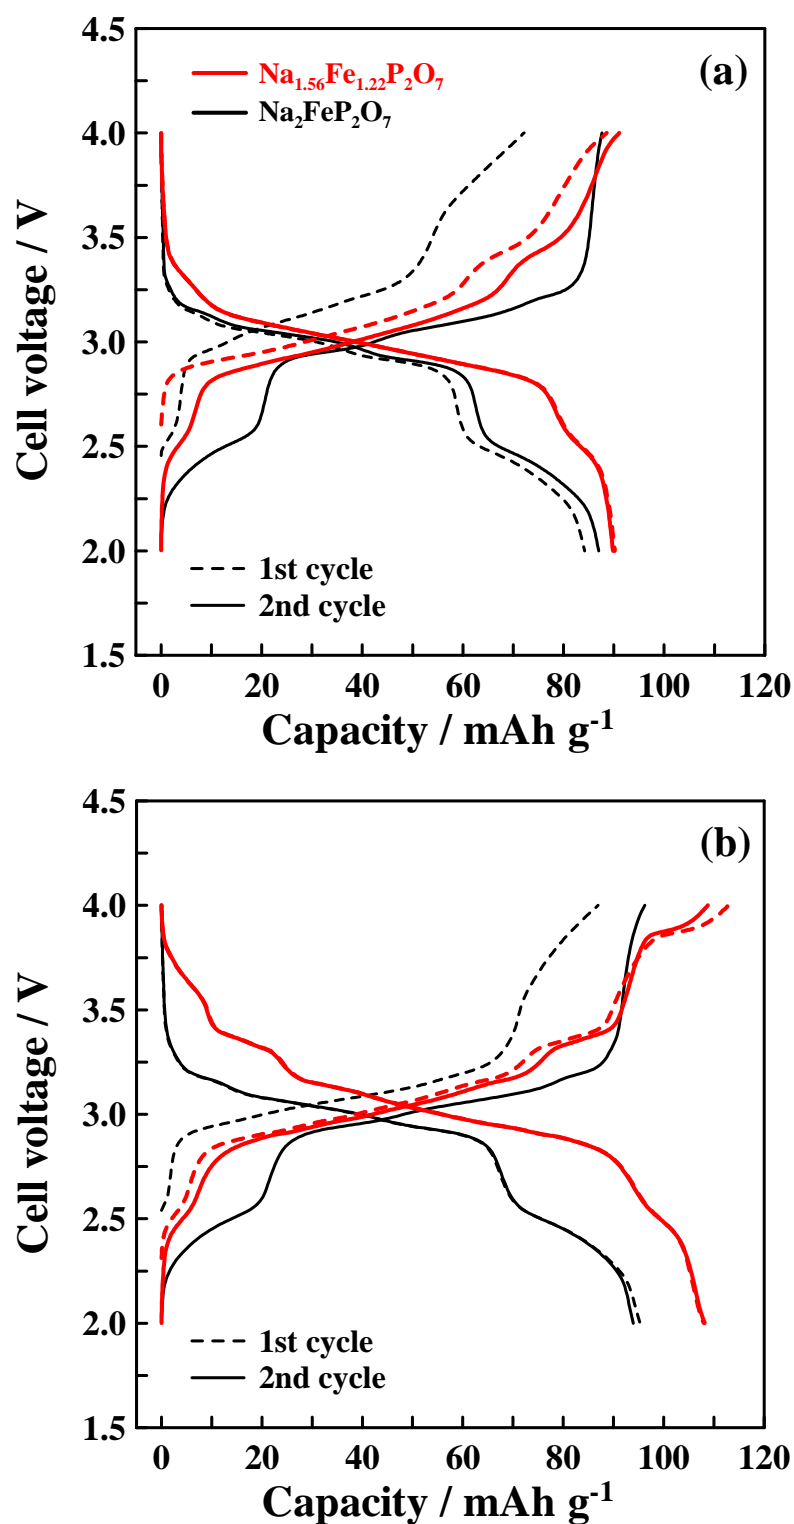 (a)
Na1.56Fe1.22P2O7
Na2FeP2O7
4.5
4.0
3.5
3.0
2.5
2.0
1.5
Cell voltage / V
1st cycle
2nd cycle
0 20 40 60 80 100 120
Capacity / mAh g-1
(b)
4.5
4.0
3.5
3.0
2.5
2.0
1.5
Cell voltage / V
1st cycle
2nd cycle
0 20 40 60 80 100 120
Capacity / mAh g-1